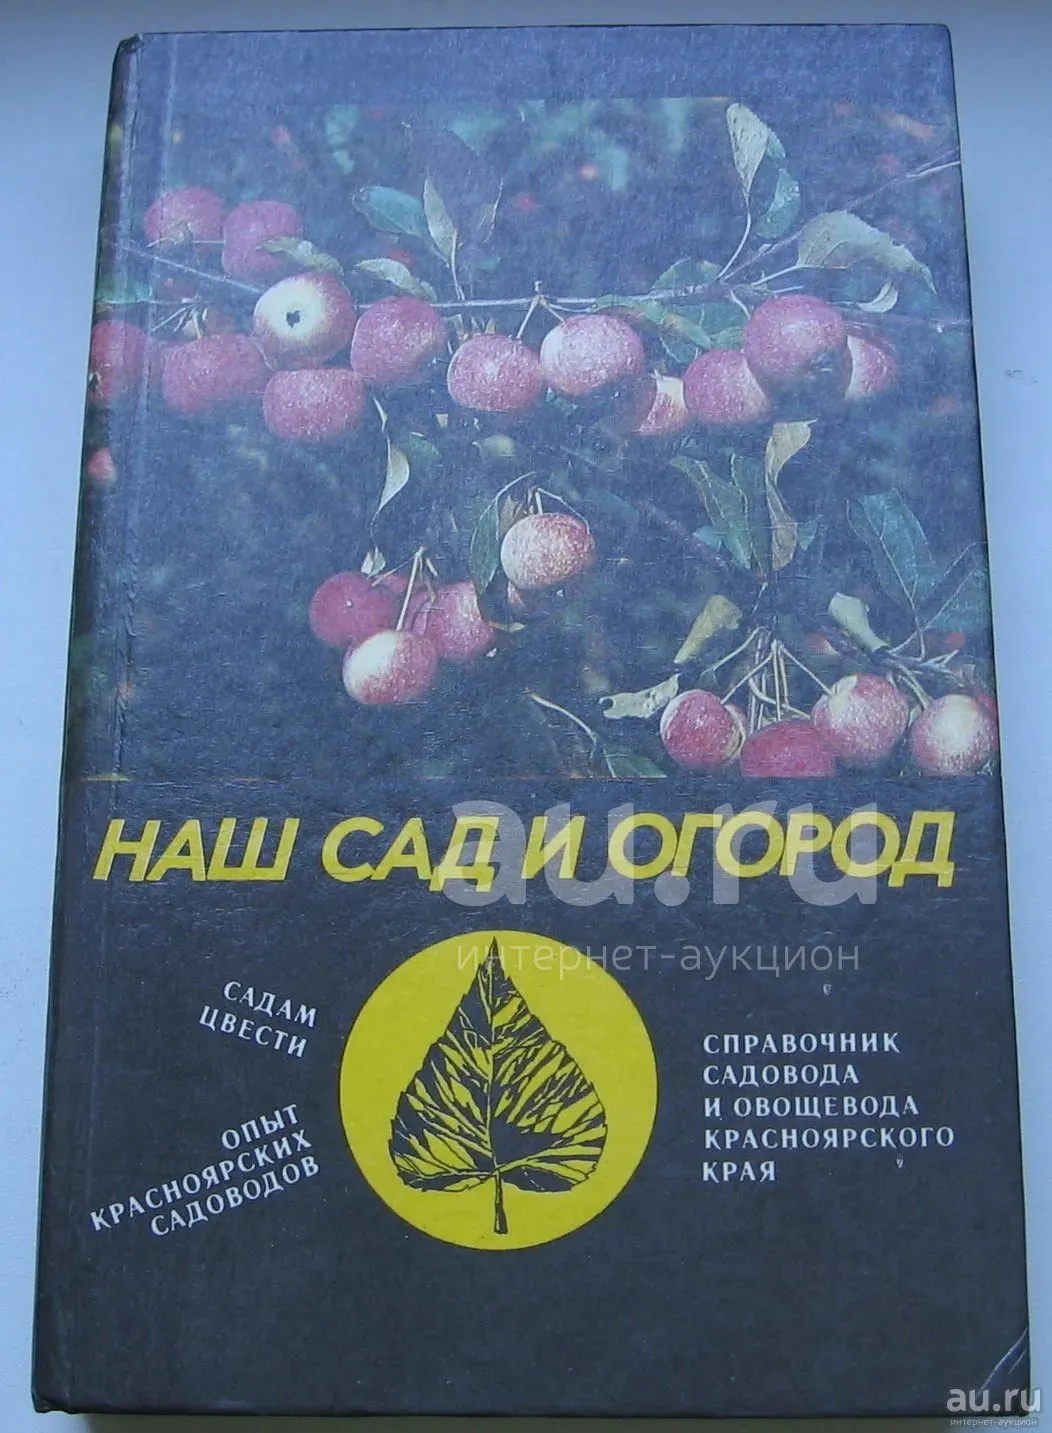 НАШ САД И ОГОРОД
au.ru
интернет-аукцион
САДАМ
ЦВЕСТИ
ОПЫТ
КРАСНОЯРСКИХ
САДОВОДОВ
СПРАВОЧНИК
САДОВОДА
И ОВОЩЕВОДА
КРАСНОЯРСКОГО
КРАЯ
au.ru
интернет-аукцион